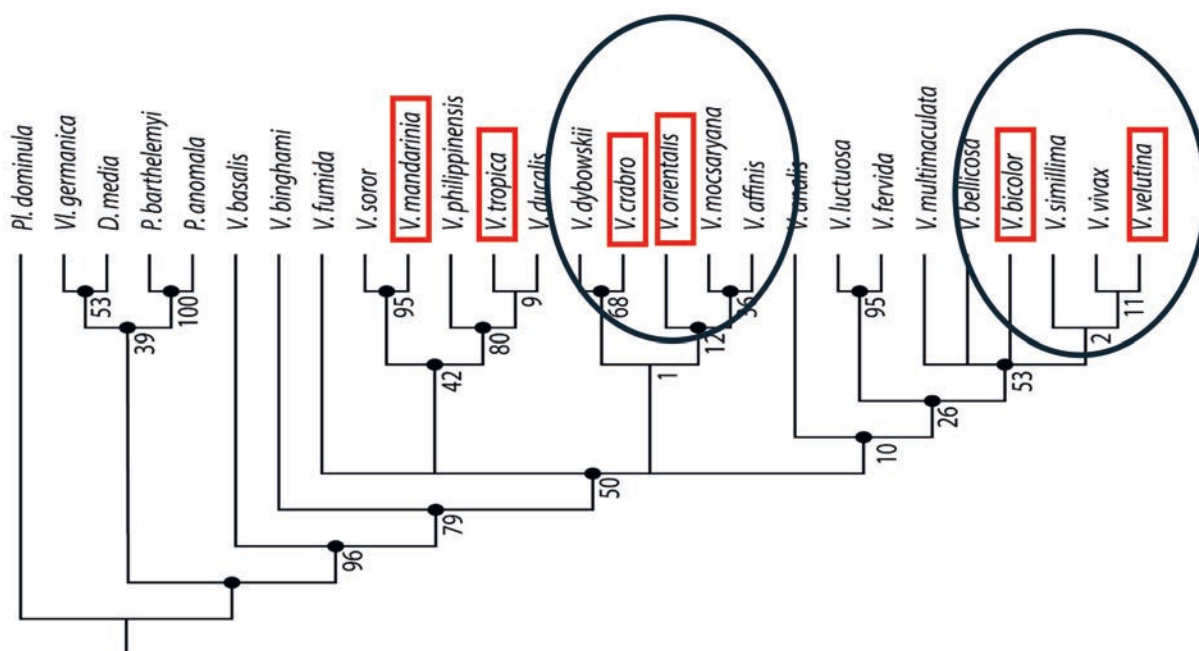 Pl. dominula
Vl. germanica
D. media
P. barthelemyi
P. anomala
V. basalis
V. binghami
V. fumida
V. soror
V. mandarinia
V. philippinensis
V. tropica
V. ducalis
V. dybowskii
V. crabro
V. orientalis
V. mocsaryana
V. affinis
V. analis
V. luctuosa
V. fervida
V. multimaculata
V. bellicosa
V. bicolor
V. simillima
V. vivax
V. velutina
53
100
39
95
9
80
42
68
56
12
1
95
11
2
53
26
10
50
79
96